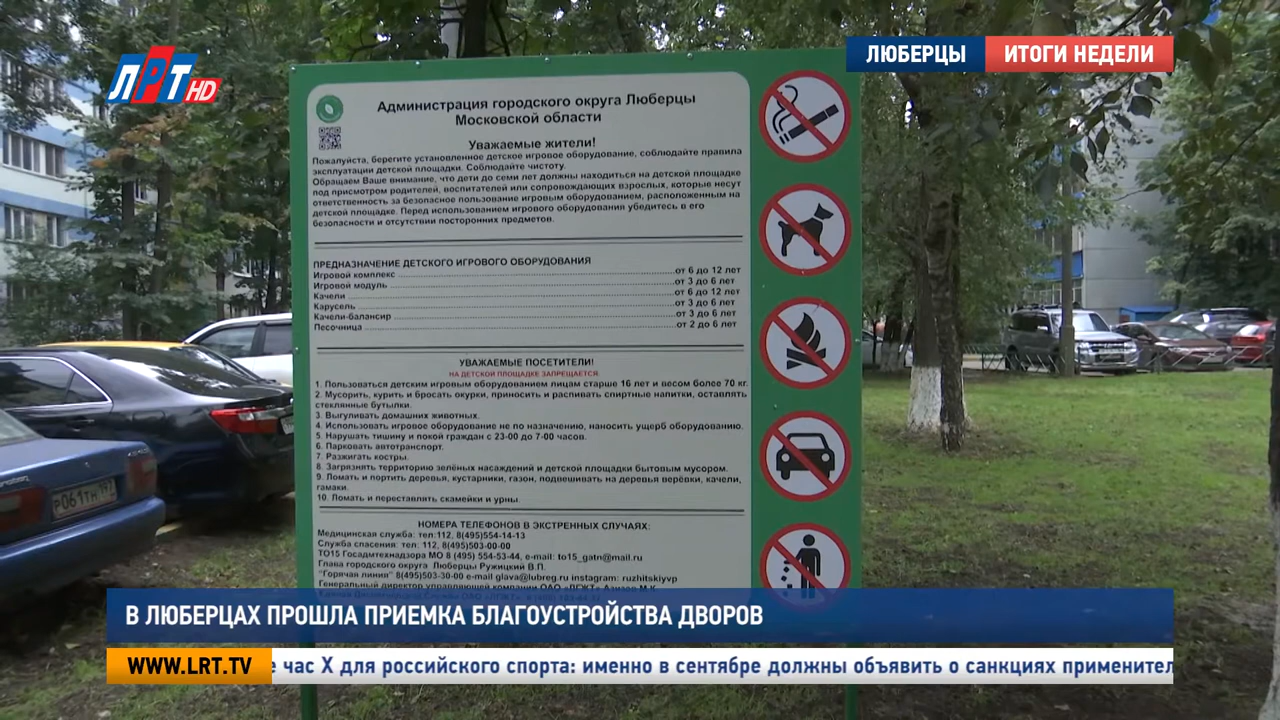 ЛРТ HD
ЛЮБЕРЦЫ ИТОГИ НЕДЕЛИ
Администрация городского округа Люберцы
Московской области
Уважаемые жители!
Пожалуйста, берегите установленное детское игровое оборудование, соблюдайте правила
эксплуатации детской площадки. Соблюдайте чистоту.
Обращаем Ваше внимание, что дети до семи лет должны находиться на детской площадке
под присмотром родителей, воспитателей или сопровождающих взрослых, которые несут
ответственность за безопасное пользование игровым оборудованием, расположенным на
детской площадке. Перед использованием игрового оборудования убедитесь в его
безопасности и отсутствии посторонних предметов.
ПРЕДНАЗНАЧЕНИЕ ДЕТСКОГО ИГРОВОГО ОБОРУДОВАНИЯ
Игровой комплекс от 6 до 12 лет
Игровой модуль от 3 до 6 лет
Качели от 6 до 12 лет
Карусель от 3 до 6 лет
Качели-балансир от 3 до 6 лет
Песочница от 2 до 6 лет
УВАЖАЕМЫЕ ПОСЕТИТЕЛИ!
НА ДЕТСКОЙ ПЛОЩАДКЕ ЗАПРЕЩАЕТСЯ:
1. Пользоваться детским игровым оборудованием лицам старше 16 лет и весом более 70 кг.
2. Мусорить, курить и бросать окурки, приносить и распивать спиртные напитки, оставлять
стеклянные бутылки.
3. Выгуливать домашних животных.
4. Использовать игровое оборудование не по назначению, наносить ущерб оборудованию.
5. Нарушать тишину и покой граждан с 23-00 до 7-00 часов.
6. Парковать автотранспорт.
7. Разжигать костры.
8. Загрязнять территорию зелёных насаждений и детской площадки бытовым мусором.
9. Ломать и портить деревья, кустарники, газон, подвешивать на деревья верёвки, качели,
гамаки.
10. Ломать и переставлять скамейки и урны.
НОМЕРА ТЕЛЕФОНОВ В ЭКСТРЕННЫХ СЛУЧАЯХ:
Медицинская служба: тел:112, 8(495)554-14-13
Служба спасения: тел: 112, 8(495)503-00-00
ТО15 Госадмтехнадзора МО 8 (495) 554-53-44, e-mail: to15_gatn@mail.ru
Глава городского округа Люберцы Ружицкий В.П.
"Горячая линия" 8(495)503-30-00 e-mail glava@lubreg.ru instagram: ruzhitskiyvp
Генеральный директор управляющей компании ОАО «ЛГЖТ» Азизов М.К.
Р061ТН 197
В ЛЮБЕРЦАХ ПРОШЛА ПРИЕМКА БЛАГОУСТРОЙСТВА ДВОРОВ
WWW.LRT.TV е час Х для российского спорта: именно в сентябре должны объявить о санкциях применител